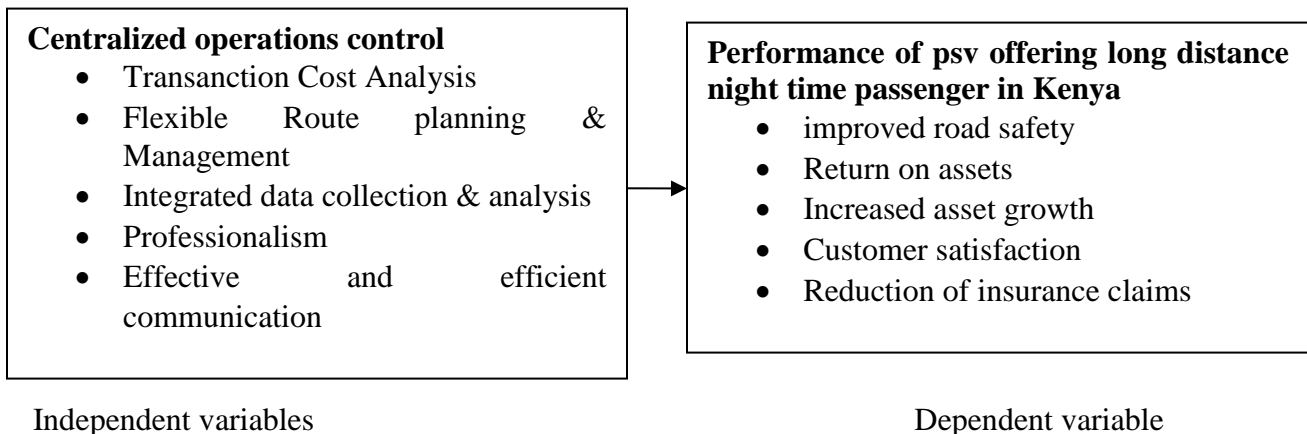 Centralized operations control
• Transanction Cost Analysis
• Flexible Route planning &
Management
• Integrated data collection & analysis
• Professionalism
• Effective and efficient
communication
Performance of psv offering long distance
night time passenger in Kenya
• improved road safety
• Return on assets
• Increased asset growth
• Customer satisfaction
• Reduction of insurance claims
Independent variables
Dependent variable